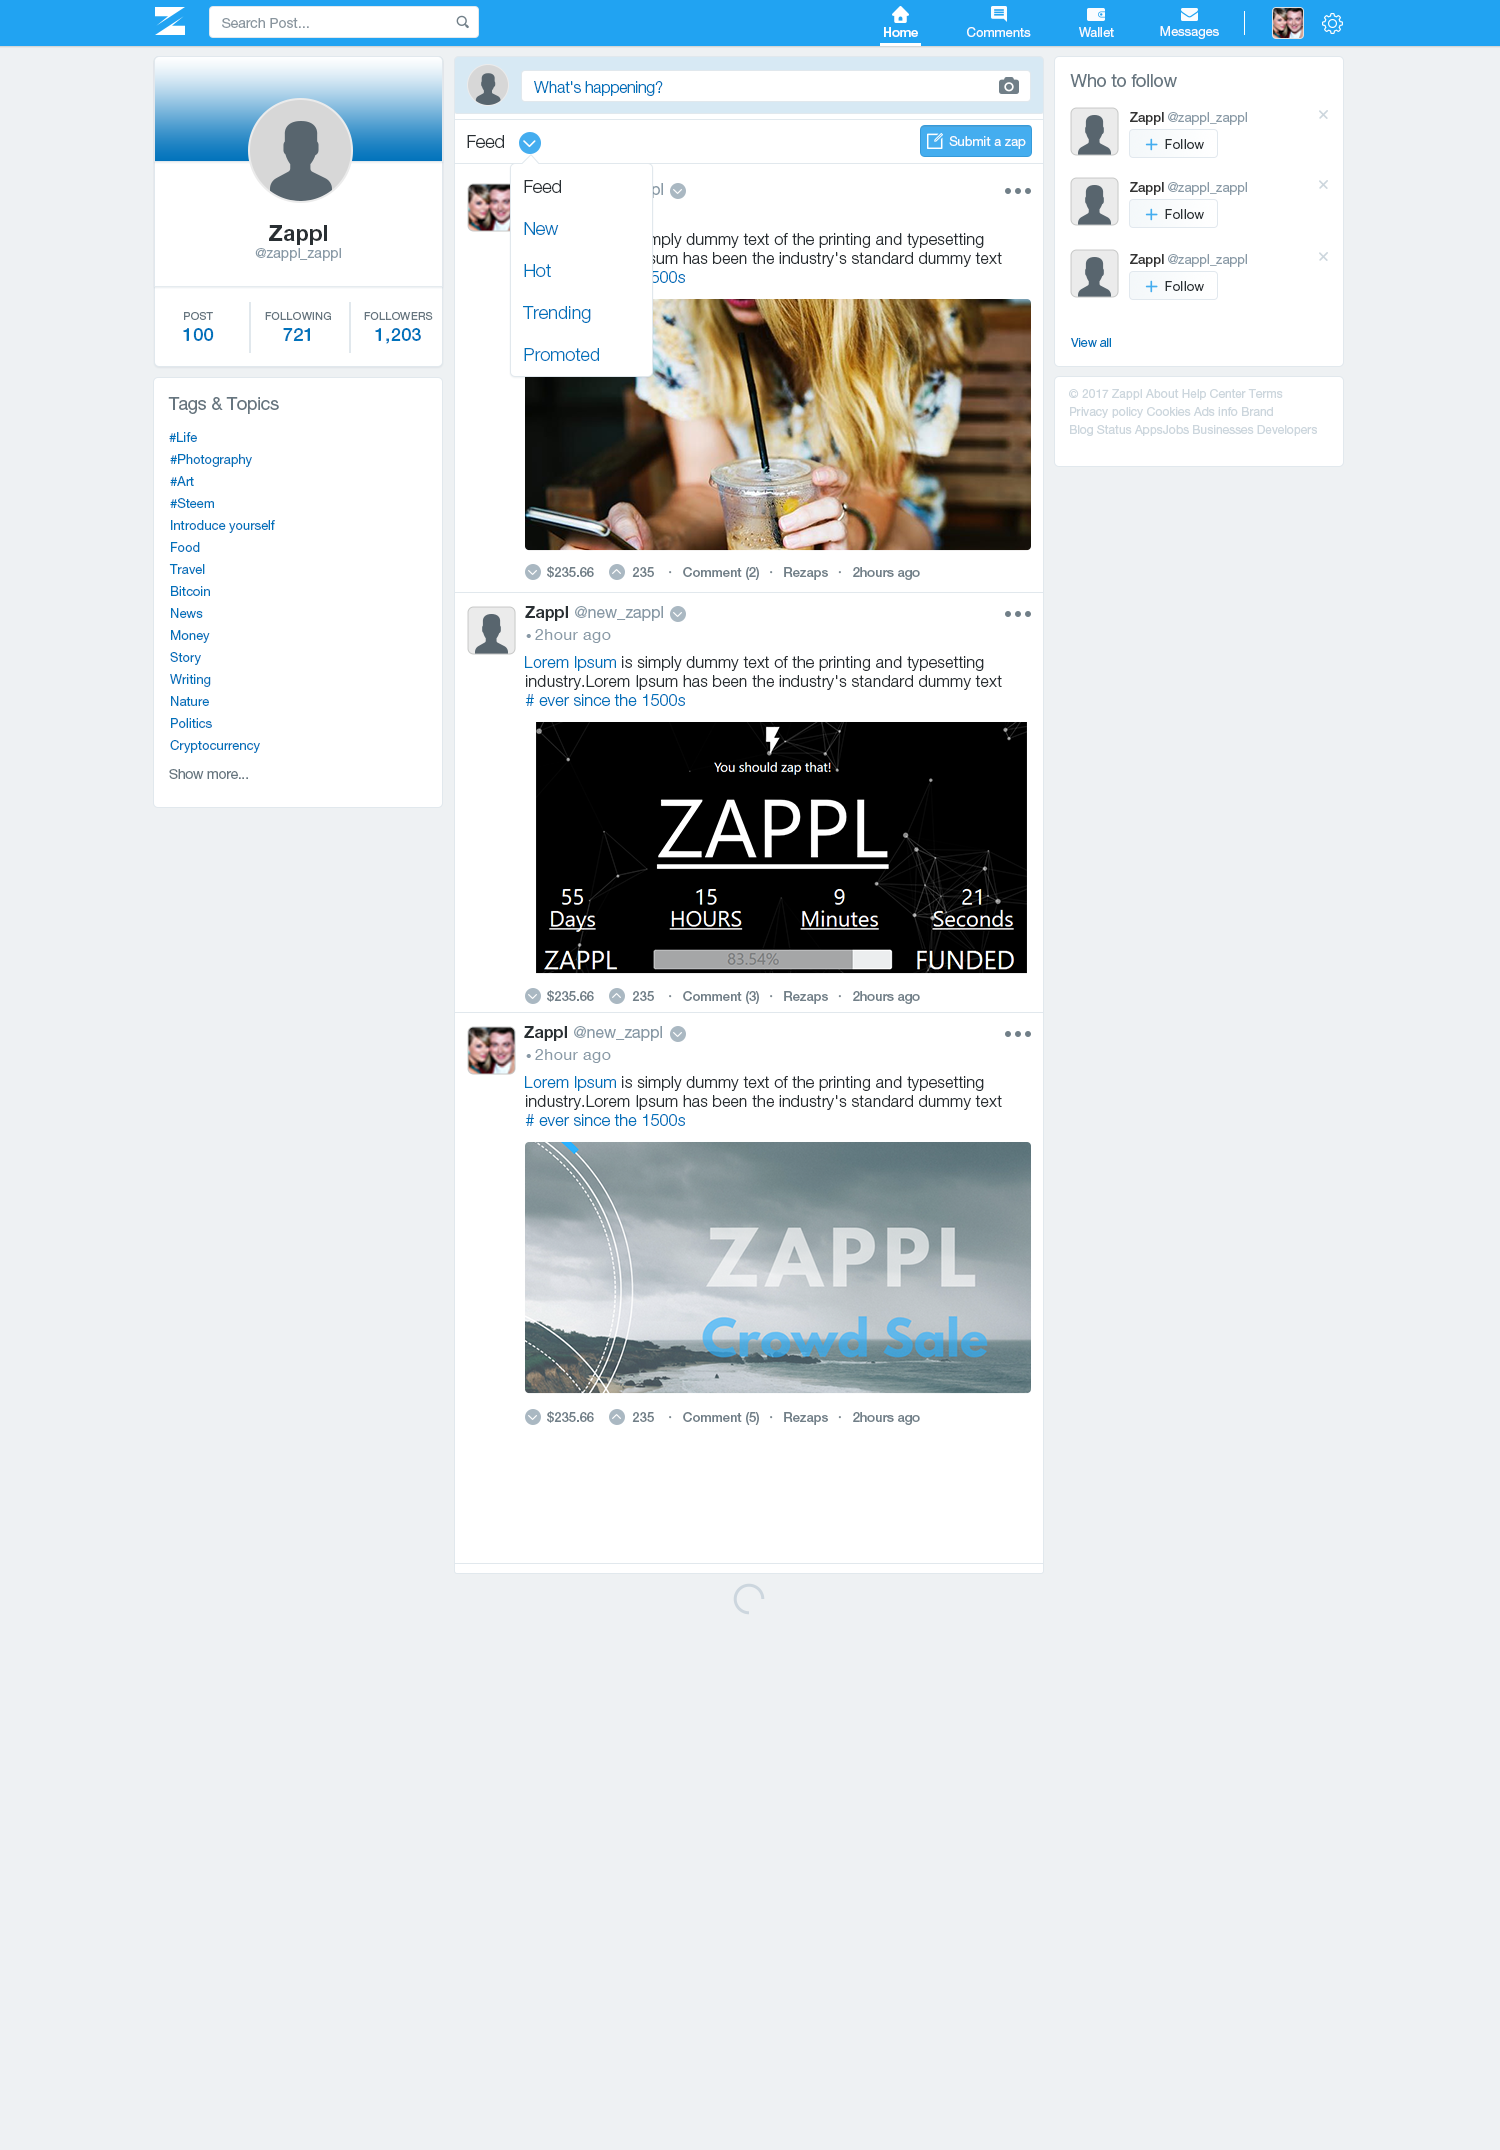 Search Post...
Home
Comments
Wallet
Messages
Zappl
@zappl_zappl
POST
100
FOLLOWING
721
FOLLOWERS
1,203
Tags & Topics
#Life
#Photography
#Art
#Steem
Introduce yourself
Food
Travel
Bitcoin
News
Money
Story
Writing
Nature
Politics
Cryptocurrency
Show more...
What's happening?
Feed
Submit a zap
Feed
New
Hot
Trending
Promoted
pl
mply dummy text of the printing and typesetting
sum has been the industry's standard dummy text
500s
$235.66 235 · Comment (2) · Rezaps · 2hours ago
Zappl @new_zappl
• 2hour ago
Lorem Ipsum is simply dummy text of the printing and typesetting
industry.Lorem Ipsum has been the industry's standard dummy text
# ever since the 1500s
You should zap that!
ZAPPL
55 15 9 21
Days HOURS Minutes Seconds
ZAPPL 83.54% FUNDED
$235.66 235 · Comment (3) · Rezaps · 2hours ago
Zappl @new_zappl
• 2hour ago
Lorem Ipsum is simply dummy text of the printing and typesetting
industry.Lorem Ipsum has been the industry's standard dummy text
# ever since the 1500s
ZAPPL
Crowd Sale
$235.66 235 · Comment (5) · Rezaps · 2hours ago
Who to follow
Zappl @zappl_zappl
+ Follow
Zappl @zappl_zappl
+ Follow
Zappl @zappl_zappl
+ Follow
View all
© 2017 Zappl About Help Center Terms
Privacy policy Cookies Ads info Brand
Blog Status AppsJobs Businesses Developers